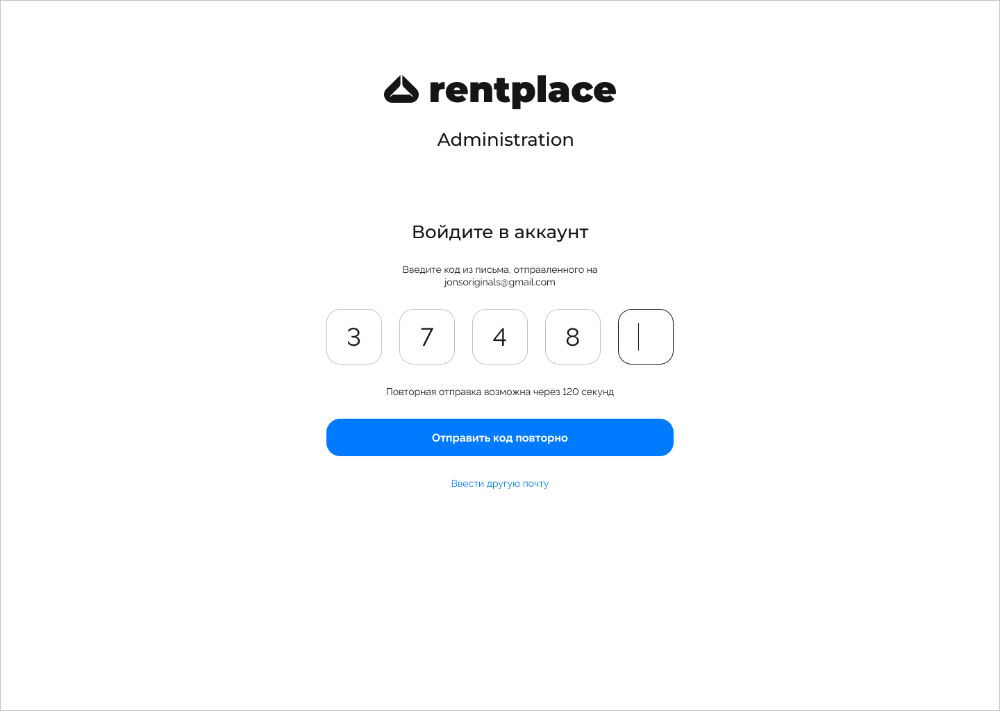 rentplace
Administration
Войдите в аккаунт
Введите код из письма, отправленного на
jonsoriginals@gmail.com
3 7 4 8
Повторная отправка возможна через 120 секунд
Отправить код повторно
Ввести другую почту